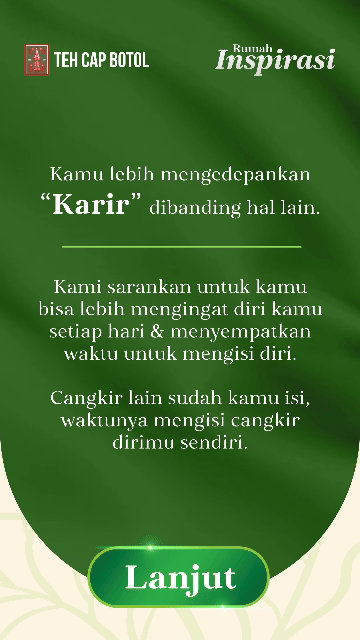 TEH CAP BOTOL
Rumah
Inspirasi
Kamu lebih mengedepankan
“Karir” dibanding hal lain.
Kami sarankan untuk kamu
bisa lebih mengingat diri kamu
setiap hari & menyempatkan
waktu untuk mengisi diri.
Cangkir lain sudah kamu isi,
waktunya mengisi cangkir
dirimu sendiri.
Lanjut